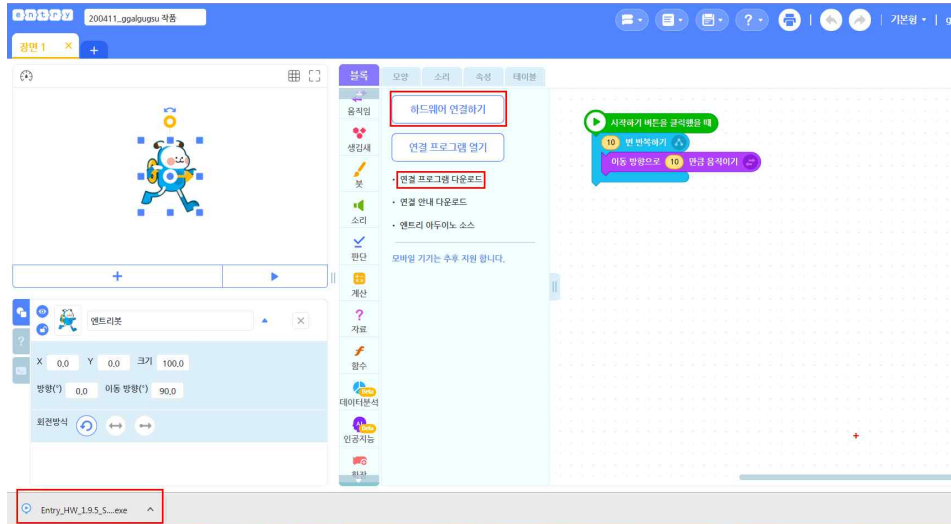 entry
200411_ggalgugsu 작품
?
기본형
g
장면 1 ×
+
블록
모양
소리
속성
테이블
움직임
생김새
붓
소리
판단
계산
?
자료
함수
Beta
데이터분석
AI
Beta
인공지능
확장
하드웨어 연결하기
연결 프로그램 열기
• 연결 프로그램 다운로드
• 연결 안내 다운로드
• 엔트리 아두이노 소스
모바일 기기는 추후 지원 합니다.
시작하기 버튼을 클릭했을 때
10 번 반복하기
이동 방향으로 10 만큼 움직이기
+
엔트리봇
×
?
X 0.0 Y 0.0 크기 100.0
방향(°) 0.0 이동 방향(°) 90.0
회전방식
Entry_HW_1.9.5_S....exe